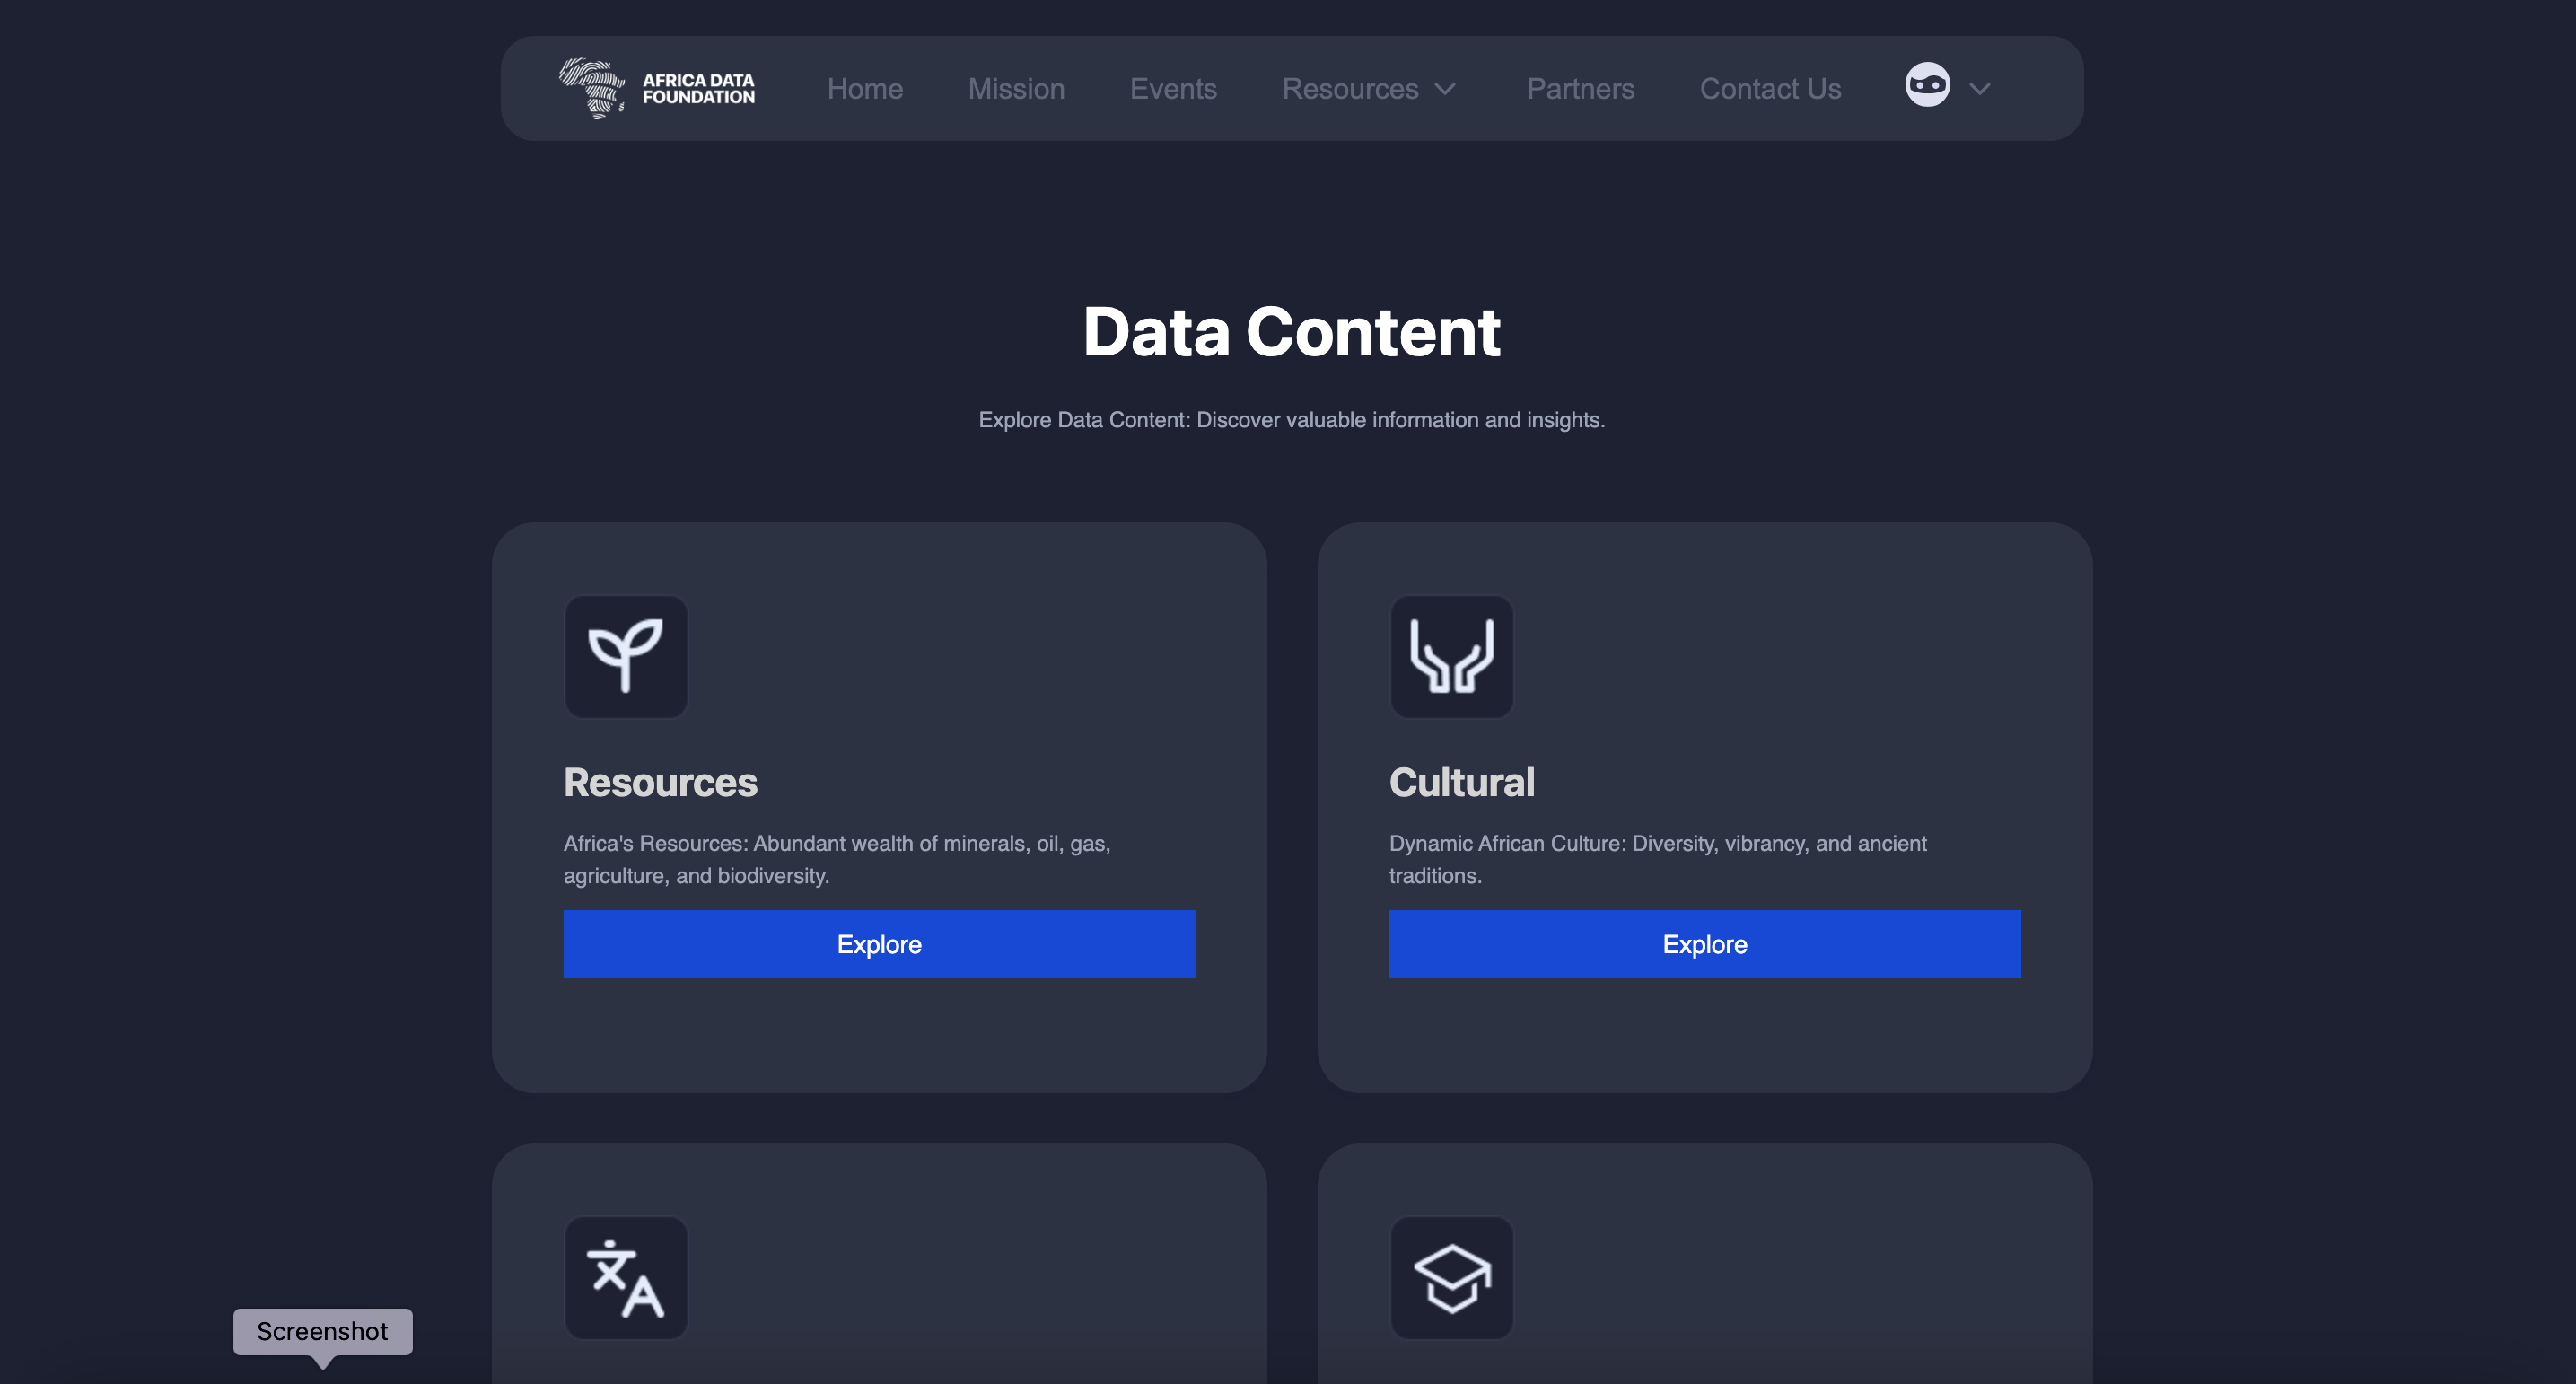 AFRICA DATA
FOUNDATION
Home
Mission
Events
Resources
Partners
Contact Us
Data Content
Explore Data Content: Discover valuable information and insights.
Resources
Africa's Resources: Abundant wealth of minerals, oil, gas,
agriculture, and biodiversity.
Explore
Cultural
Dynamic African Culture: Diversity, vibrancy, and ancient
traditions.
Explore
Screenshot